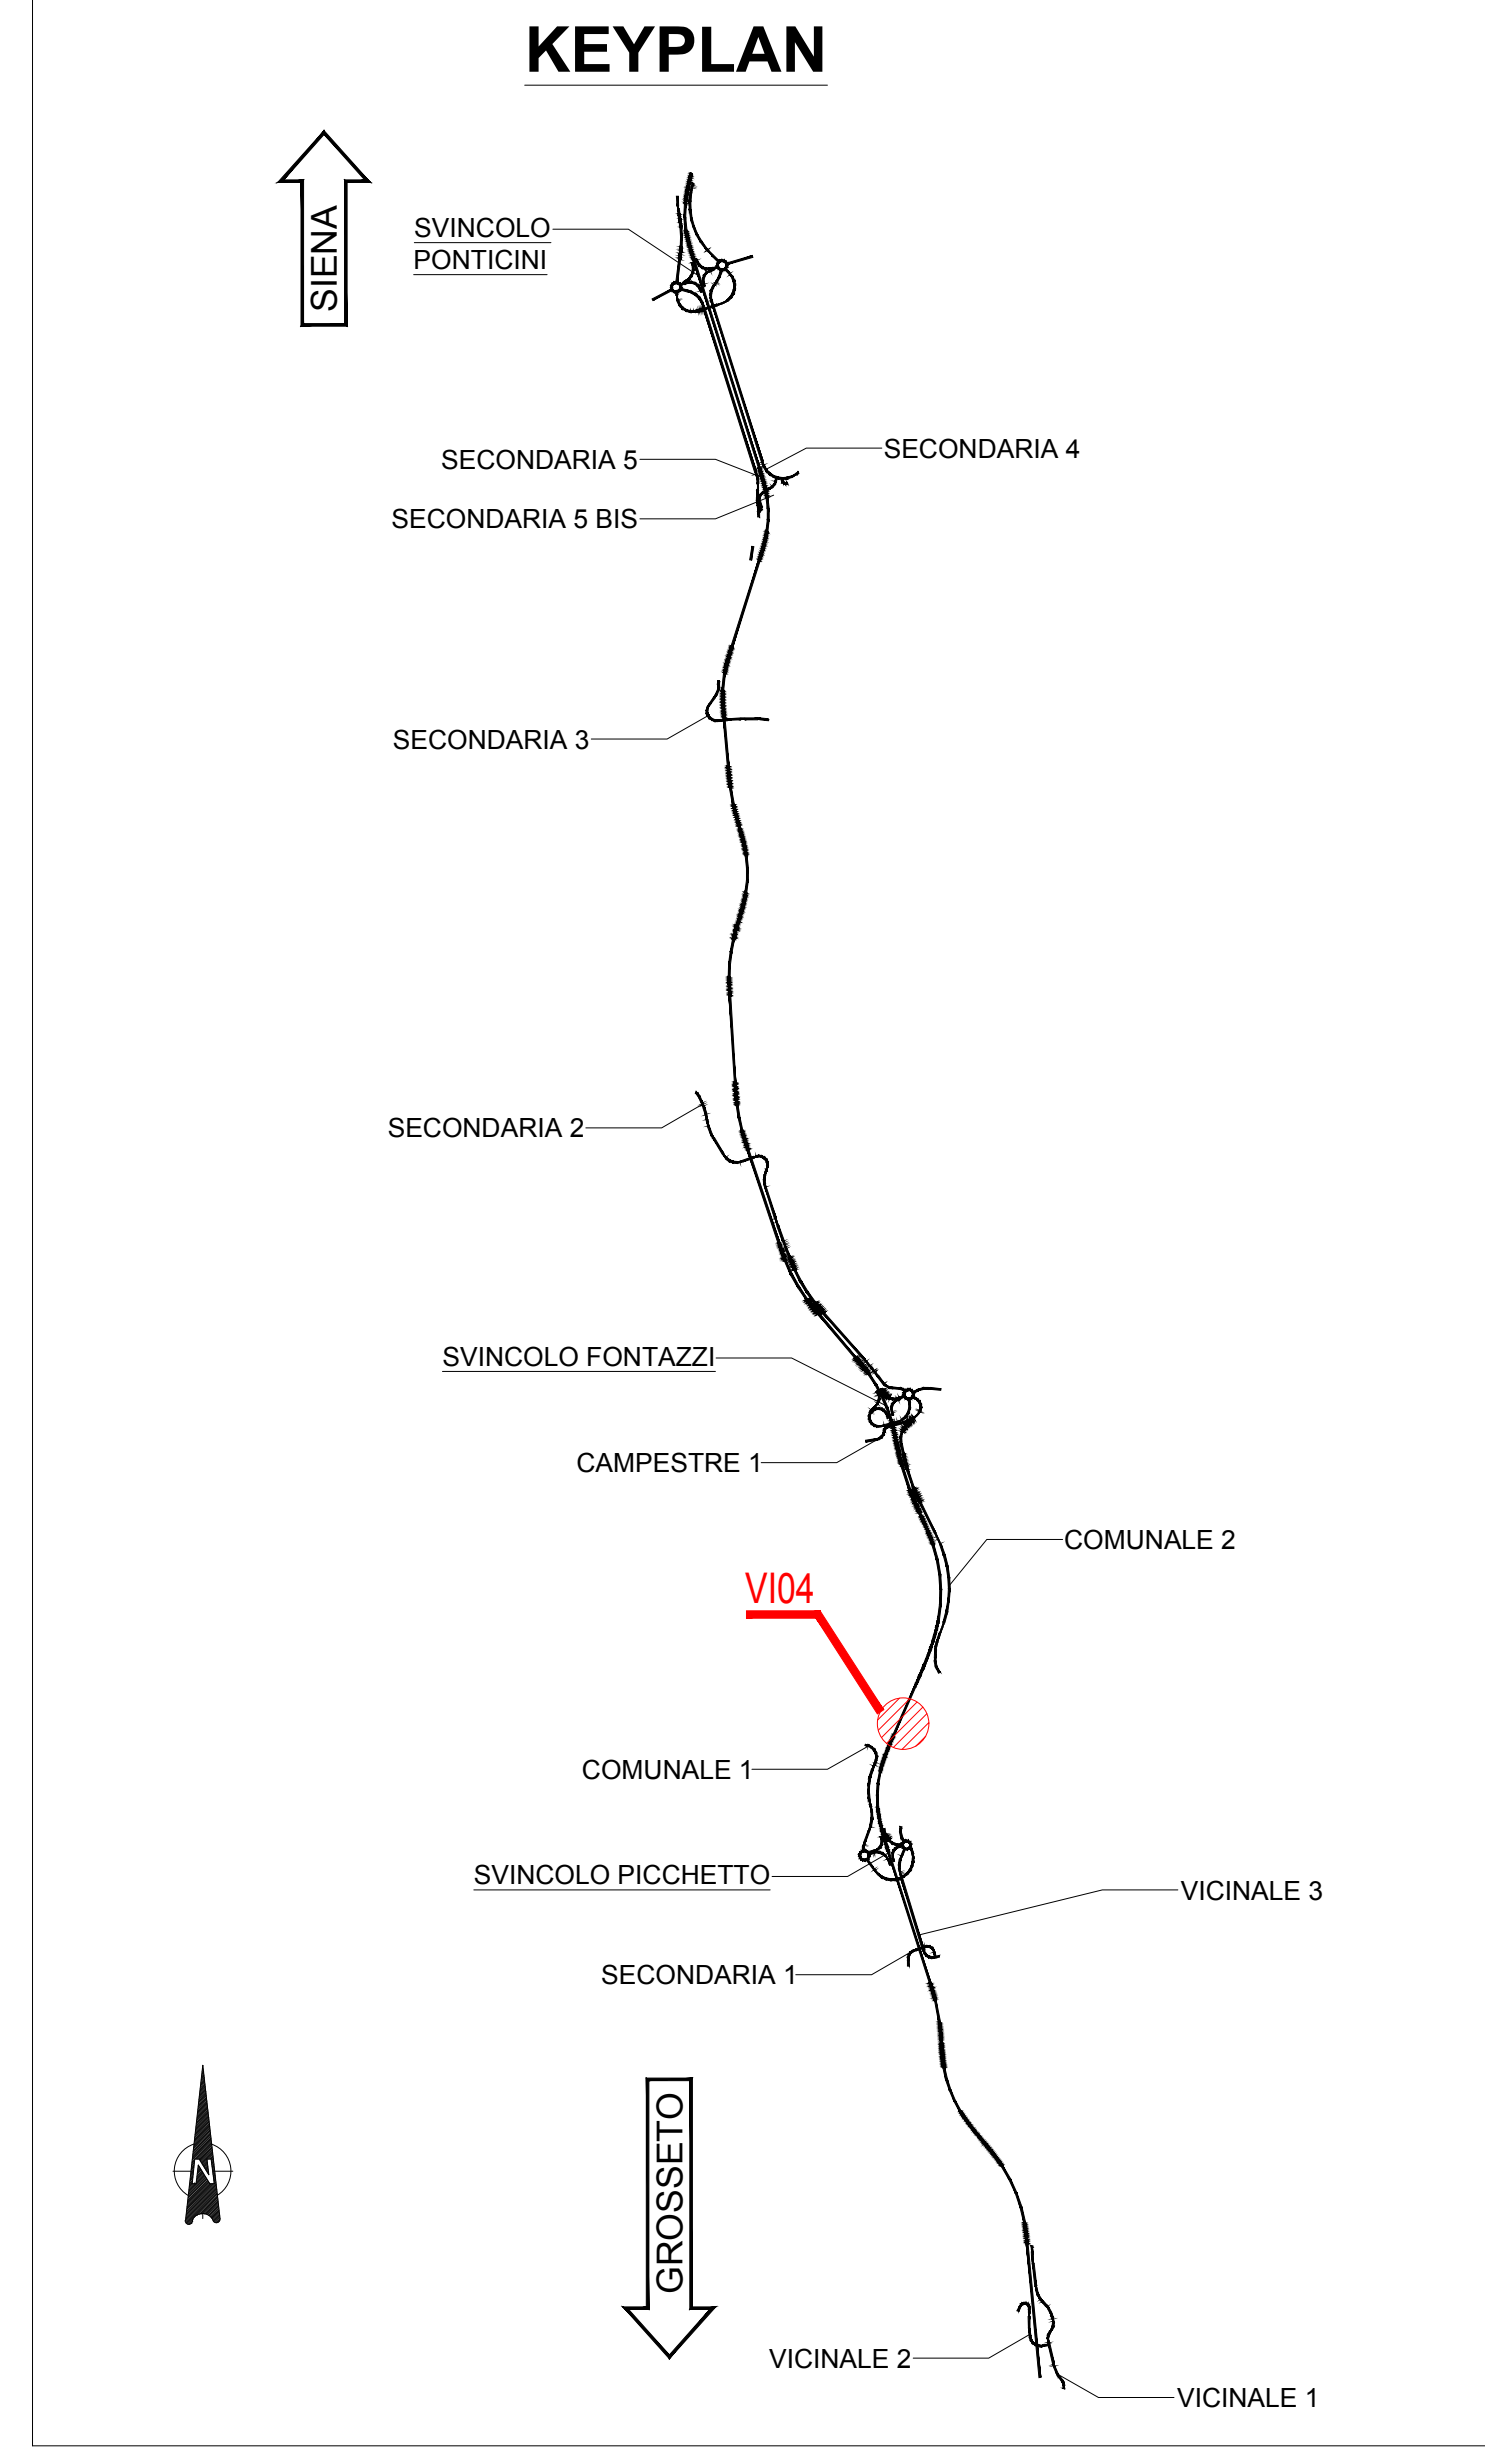 KEYPLAN
SIENA
SVINCOLO
PONTICINI
SECONDARIA 4
SECONDARIA 5
SECONDARIA 5 BIS
SECONDARIA 3
SECONDARIA 2
SVINCOLO FONTAZZI
CAMPESTRE 1
COMUNALE 2
VI04
COMUNALE 1
SVINCOLO PICCHETTO
VICINALE 3
SECONDARIA 1
GROSSETO
N
VICINALE 2
VICINALE 1